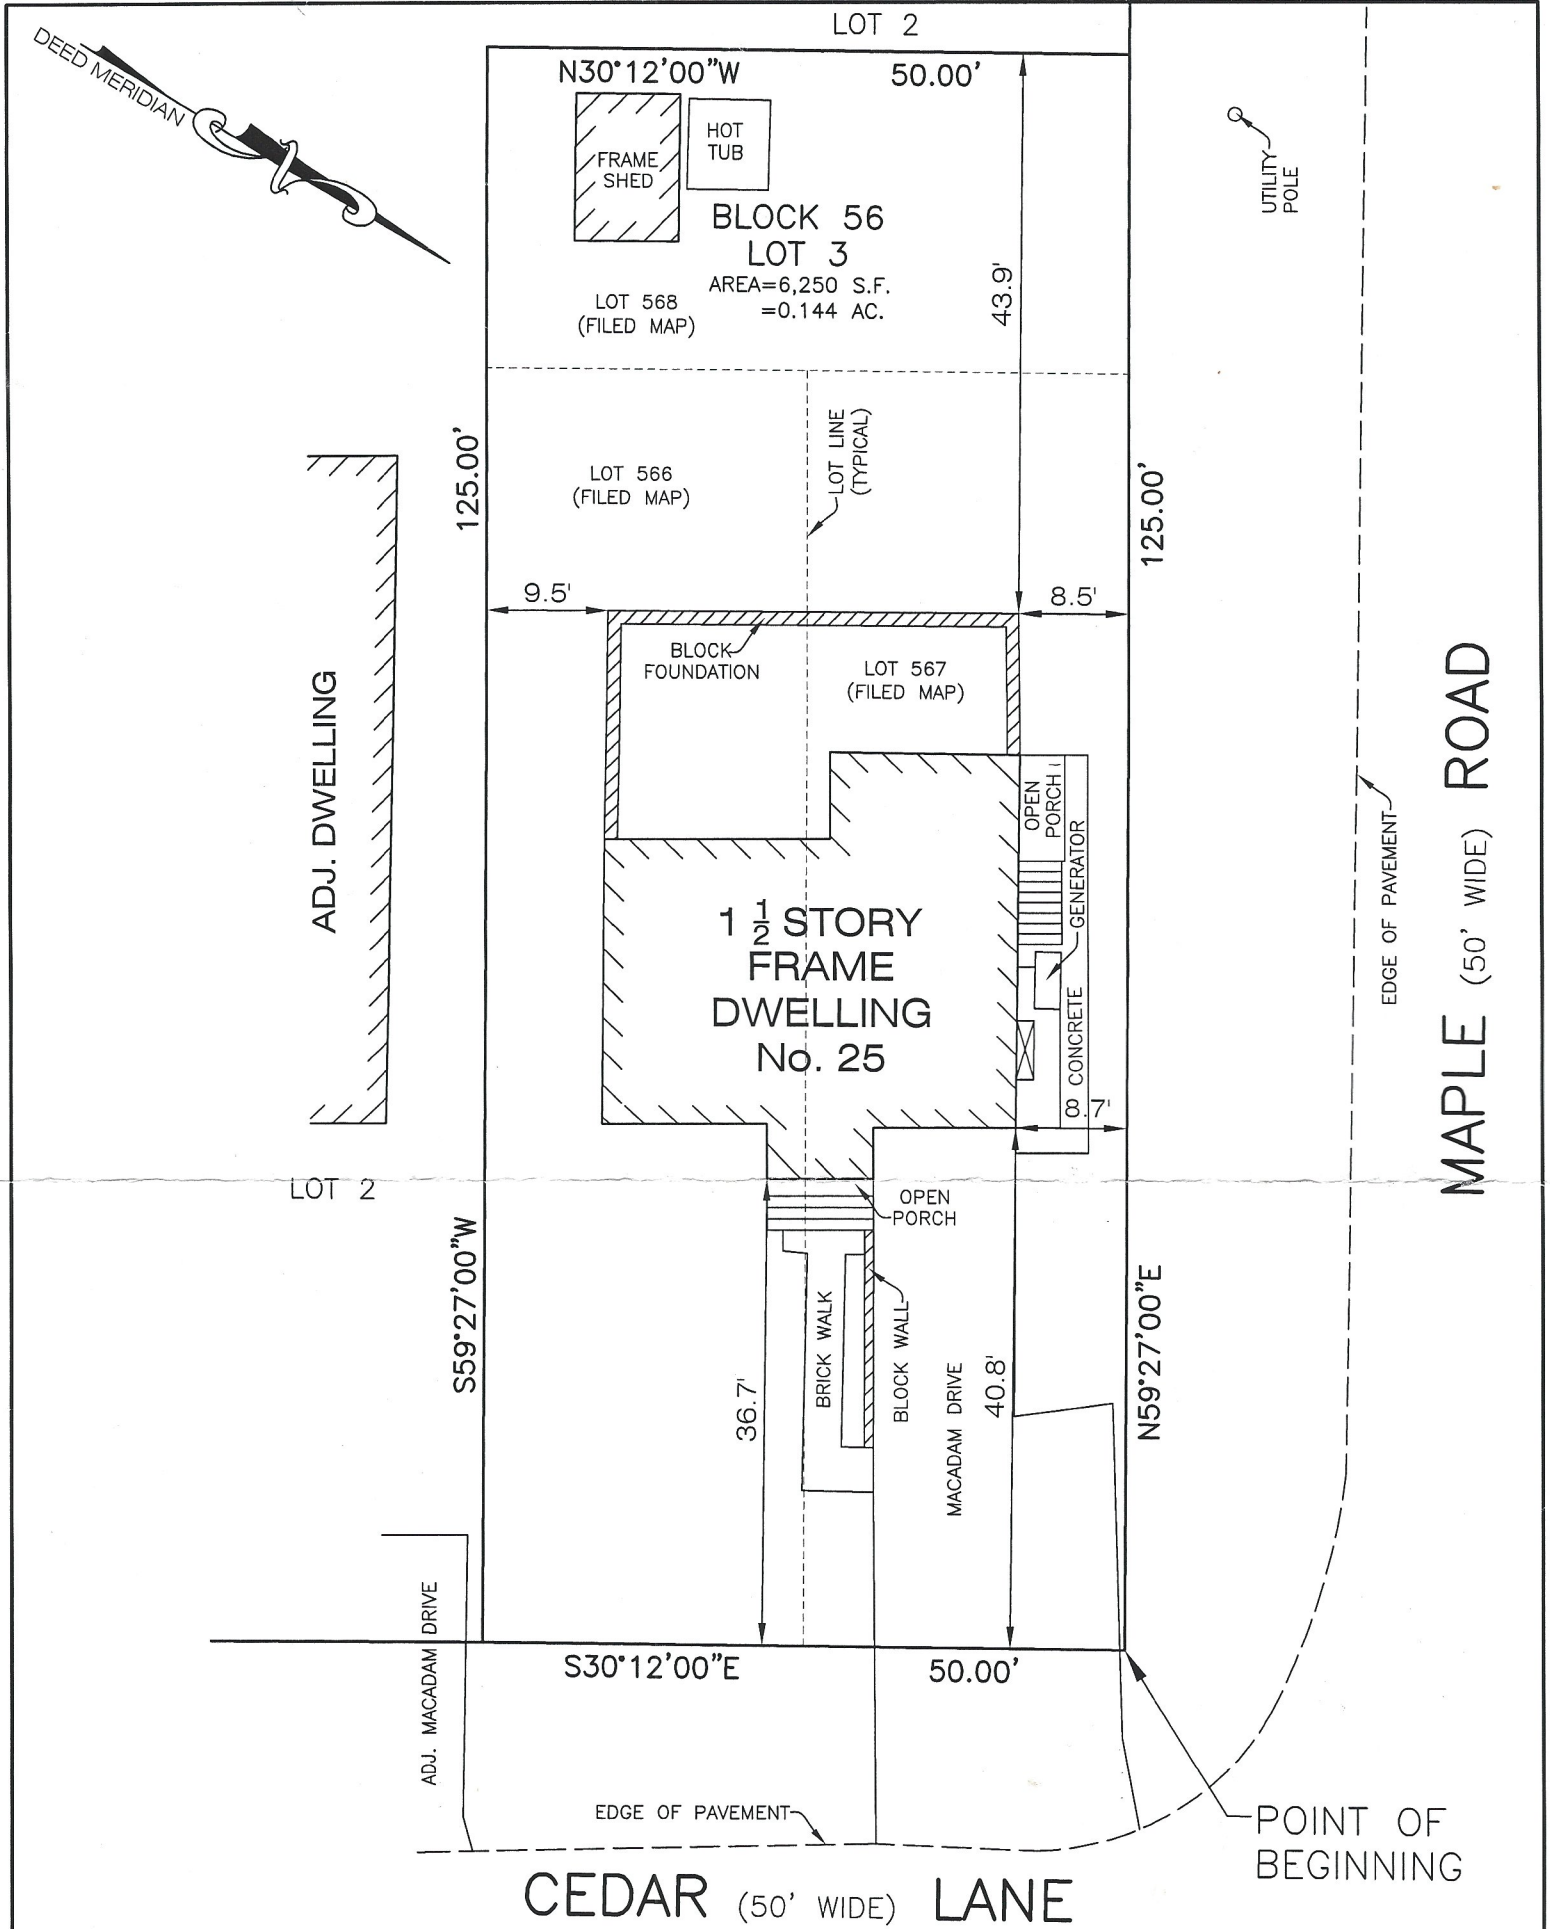 LOT 2
DEED MERIDIAN
N30°12'00"W 50.00'
FRAME
SHED
HOT
TUB
UTILITY
POLE
BLOCK 56
LOT 3
AREA=6,250 S.F.
=0.144 AC.
LOT 568
(FILED MAP)
43.9'
125.00'
LOT 566
(FILED MAP)
LOT LINE
(TYPICAL)
125.00'
9.5'
8.5'
BLOCK
FOUNDATION
LOT 567
(FILED MAP)
ADJ. DWELLING
OPEN
PORCH
GENERATOR
EDGE OF PAVEMENT
MAPLE (50' WIDE) ROAD
1 1/2 STORY
FRAME
DWELLING
No. 25
CONCRETE
8.7'
LOT 2
OPEN
PORCH
S59°27'00"W
BRICK WALK
BLOCK WALL
36.7'
MACADAM DRIVE
40.8'
N59°27'00"E
ADJ. MACADAM DRIVE
S30°12'00"E 50.00'
EDGE OF PAVEMENT
POINT OF
BEGINNING
CEDAR (50' WIDE) LANE